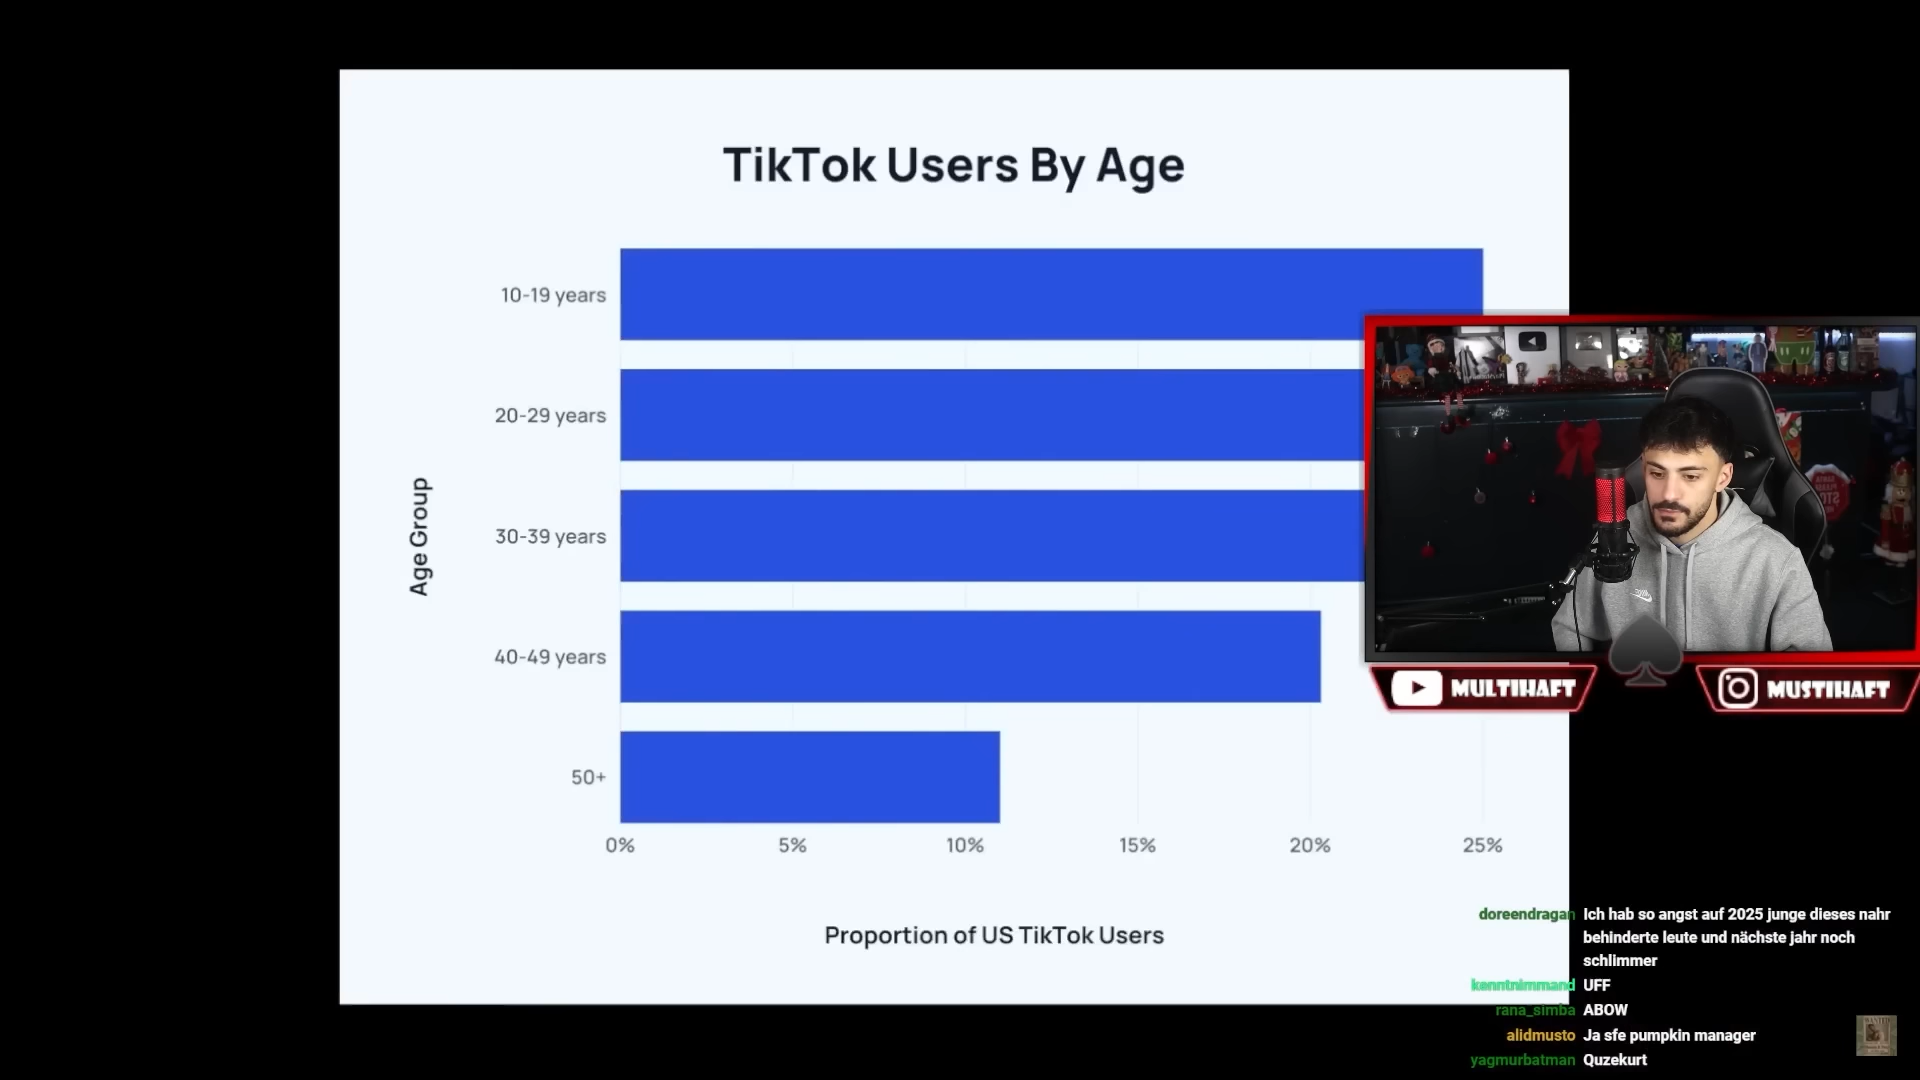 TikTok Users By Age
10-19 years
20-29 years
30-39 years
40-49 years
50+
Age Group
0% 5% 10% 15% 20% 25%
Proportion of US TikTok Users
MULTIHAFT
MUSTIHAFT
doreendragan Ich hab so angst auf 2025 junge dieses nahr
behinderte leute und nächste jahr noch
schlimmer
kenntnimmand UFF
rana_simba ABOW
alidmusto Ja sfe pumpkin manager
yagmurbatman Quzekurt
WANTED